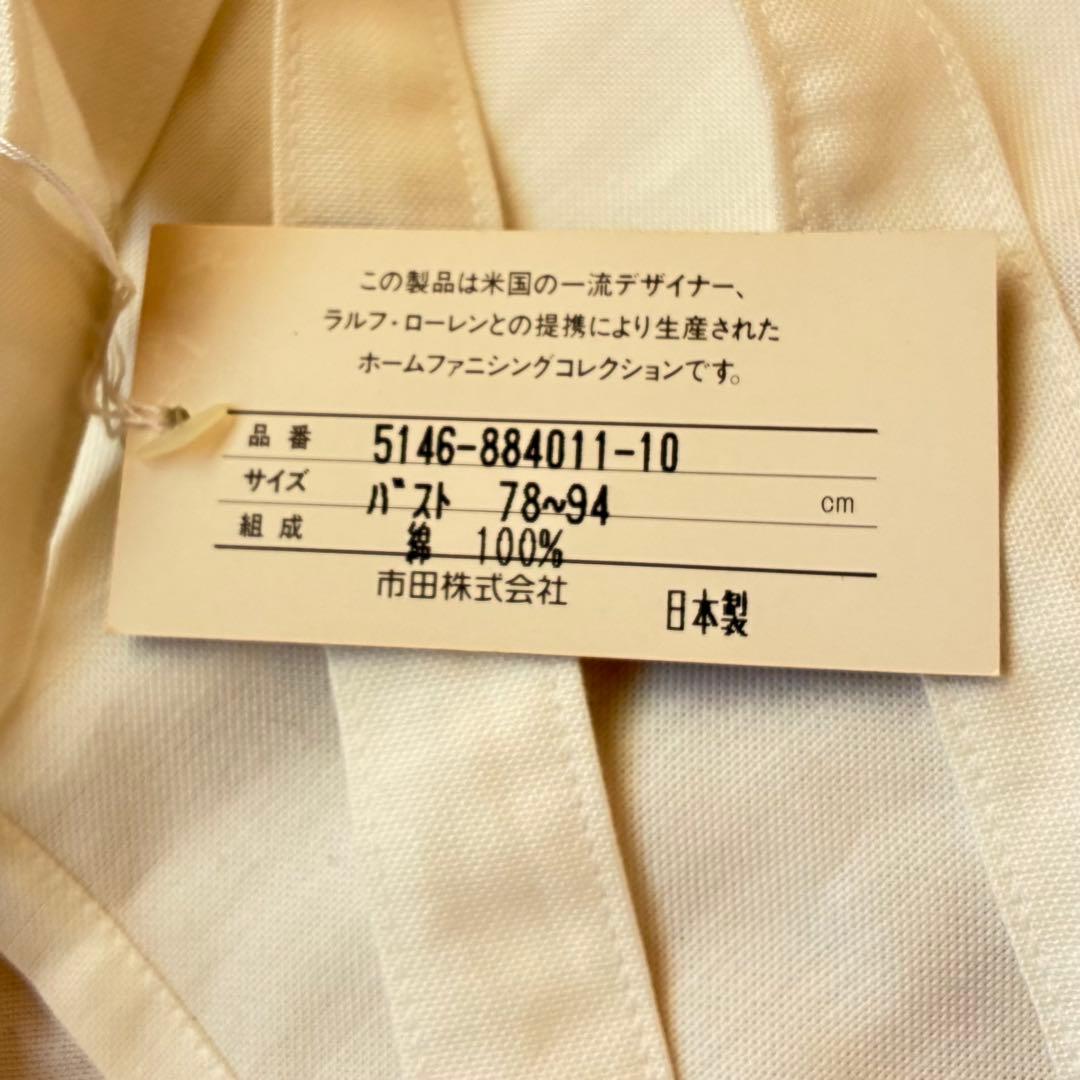 この製品は米国の一流デザイナー、
ラルフ・ローレンとの提携により生産された
ホームファニシングコレクションです。
品番 5146-884011-10
サイズ バスト 78~94 cm
組成 綿 100%
市田株式会社 日本製